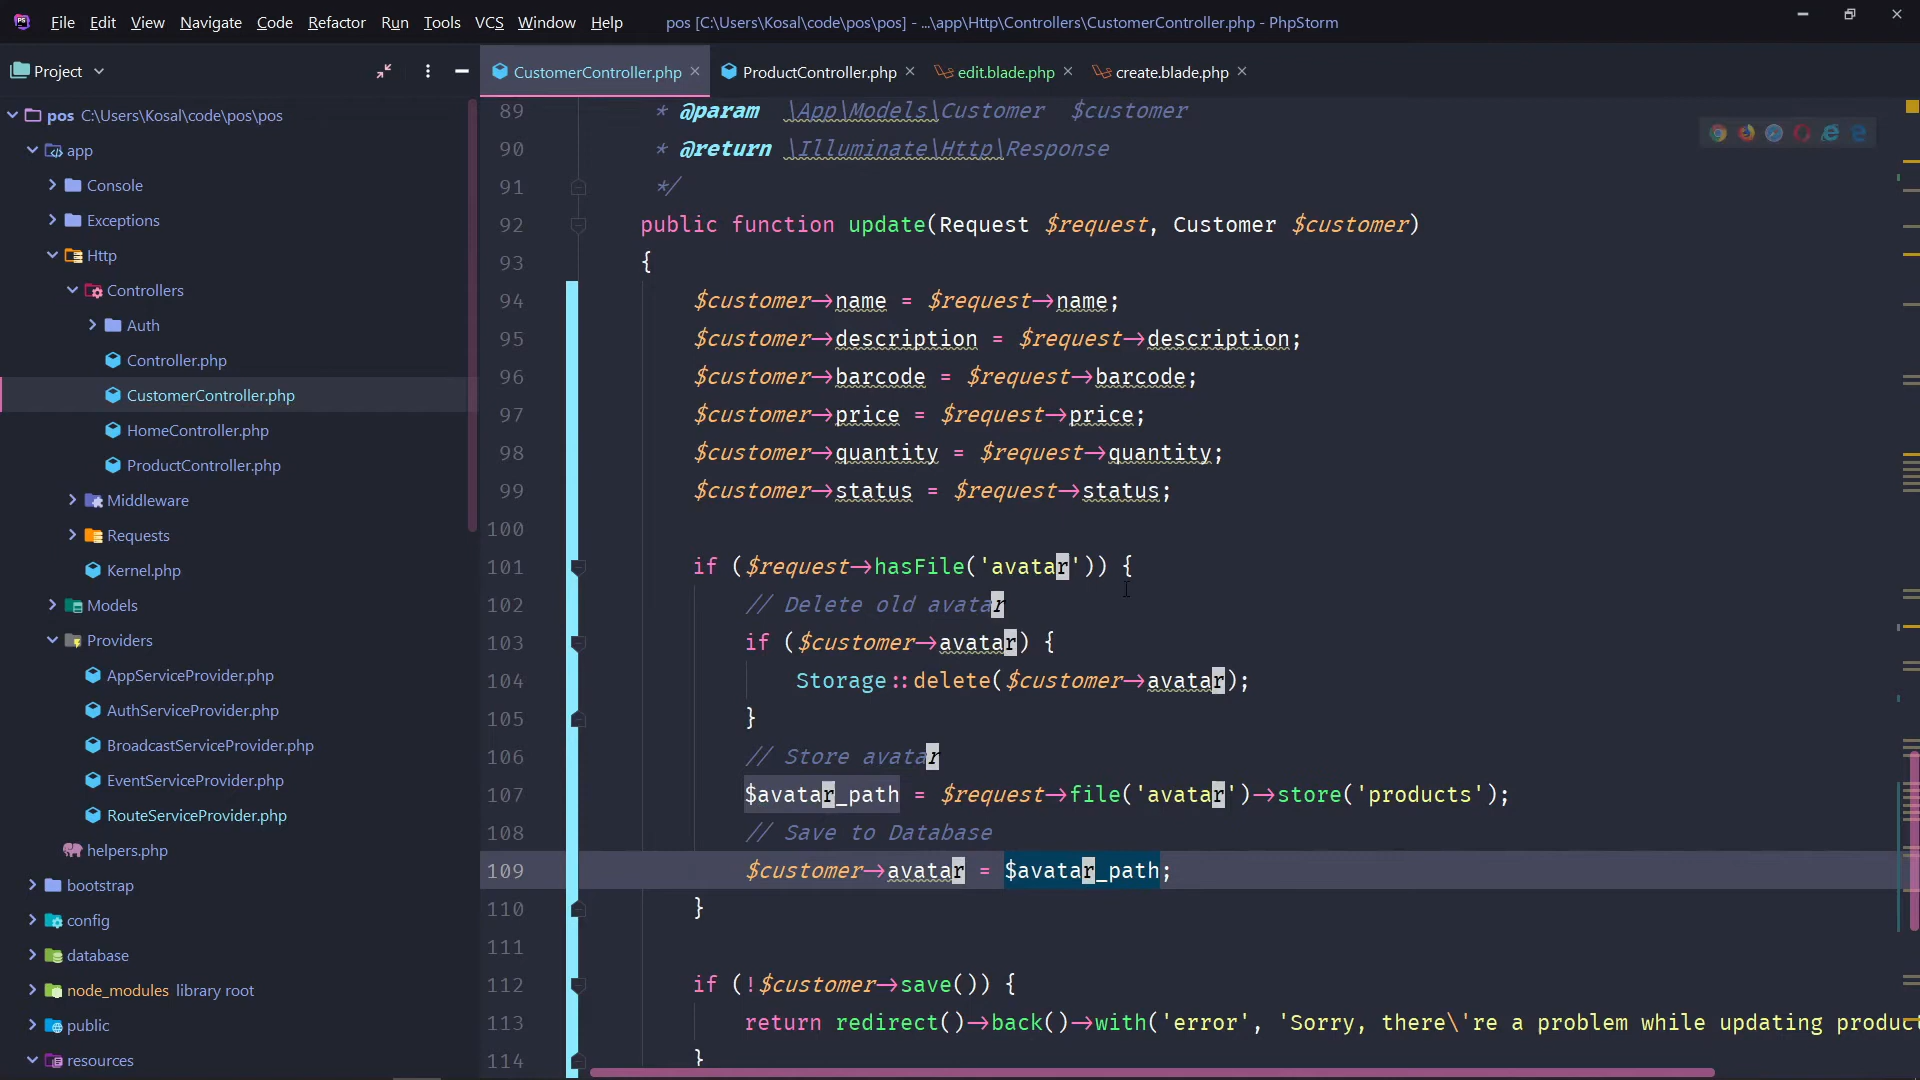 File Edit View Navigate Code Refactor Run Tools VCS Window Help pos [C:\Users\Kosal\code\pos\pos] - ...\app\Http\Controllers\CustomerController.php - PhpStorm
Project
CustomerController.php ProductController.php edit.blade.php create.blade.php
pos C:\Users\Kosal\code\pos\pos
app
Console
Exceptions
Http
Controllers
Auth
Controller.php
CustomerController.php
HomeController.php
ProductController.php
Middleware
Requests
Kernel.php
Models
Providers
AppServiceProvider.php
AuthServiceProvider.php
BroadcastServiceProvider.php
EventServiceProvider.php
RouteServiceProvider.php
helpers.php
bootstrap
config
database
node_modules library root
public
resources
89 * @param \App\Models\Customer $customer
90 * @return \Illuminate\Http\Response
91 */
92 public function update(Request $request, Customer $customer)
93 {
94 $customer->name = $request->name;
95 $customer->description = $request->description;
96 $customer->barcode = $request->barcode;
97 $customer->price = $request->price;
98 $customer->quantity = $request->quantity;
99 $customer->status = $request->status;
100
101 if ($request->hasFile('avatar')) {
102 // Delete old avatar
103 if ($customer->avatar) {
104 Storage::delete($customer->avatar);
105 }
106 // Store avatar
107 $avatar_path = $request->file('avatar')->store('products');
108 // Save to Database
109 $customer->avatar = $avatar_path;
110 }
111
112 if (!$customer->save()) {
113 return redirect()->back()->with('error', 'Sorry, there\'re a problem while updating produc
114 }